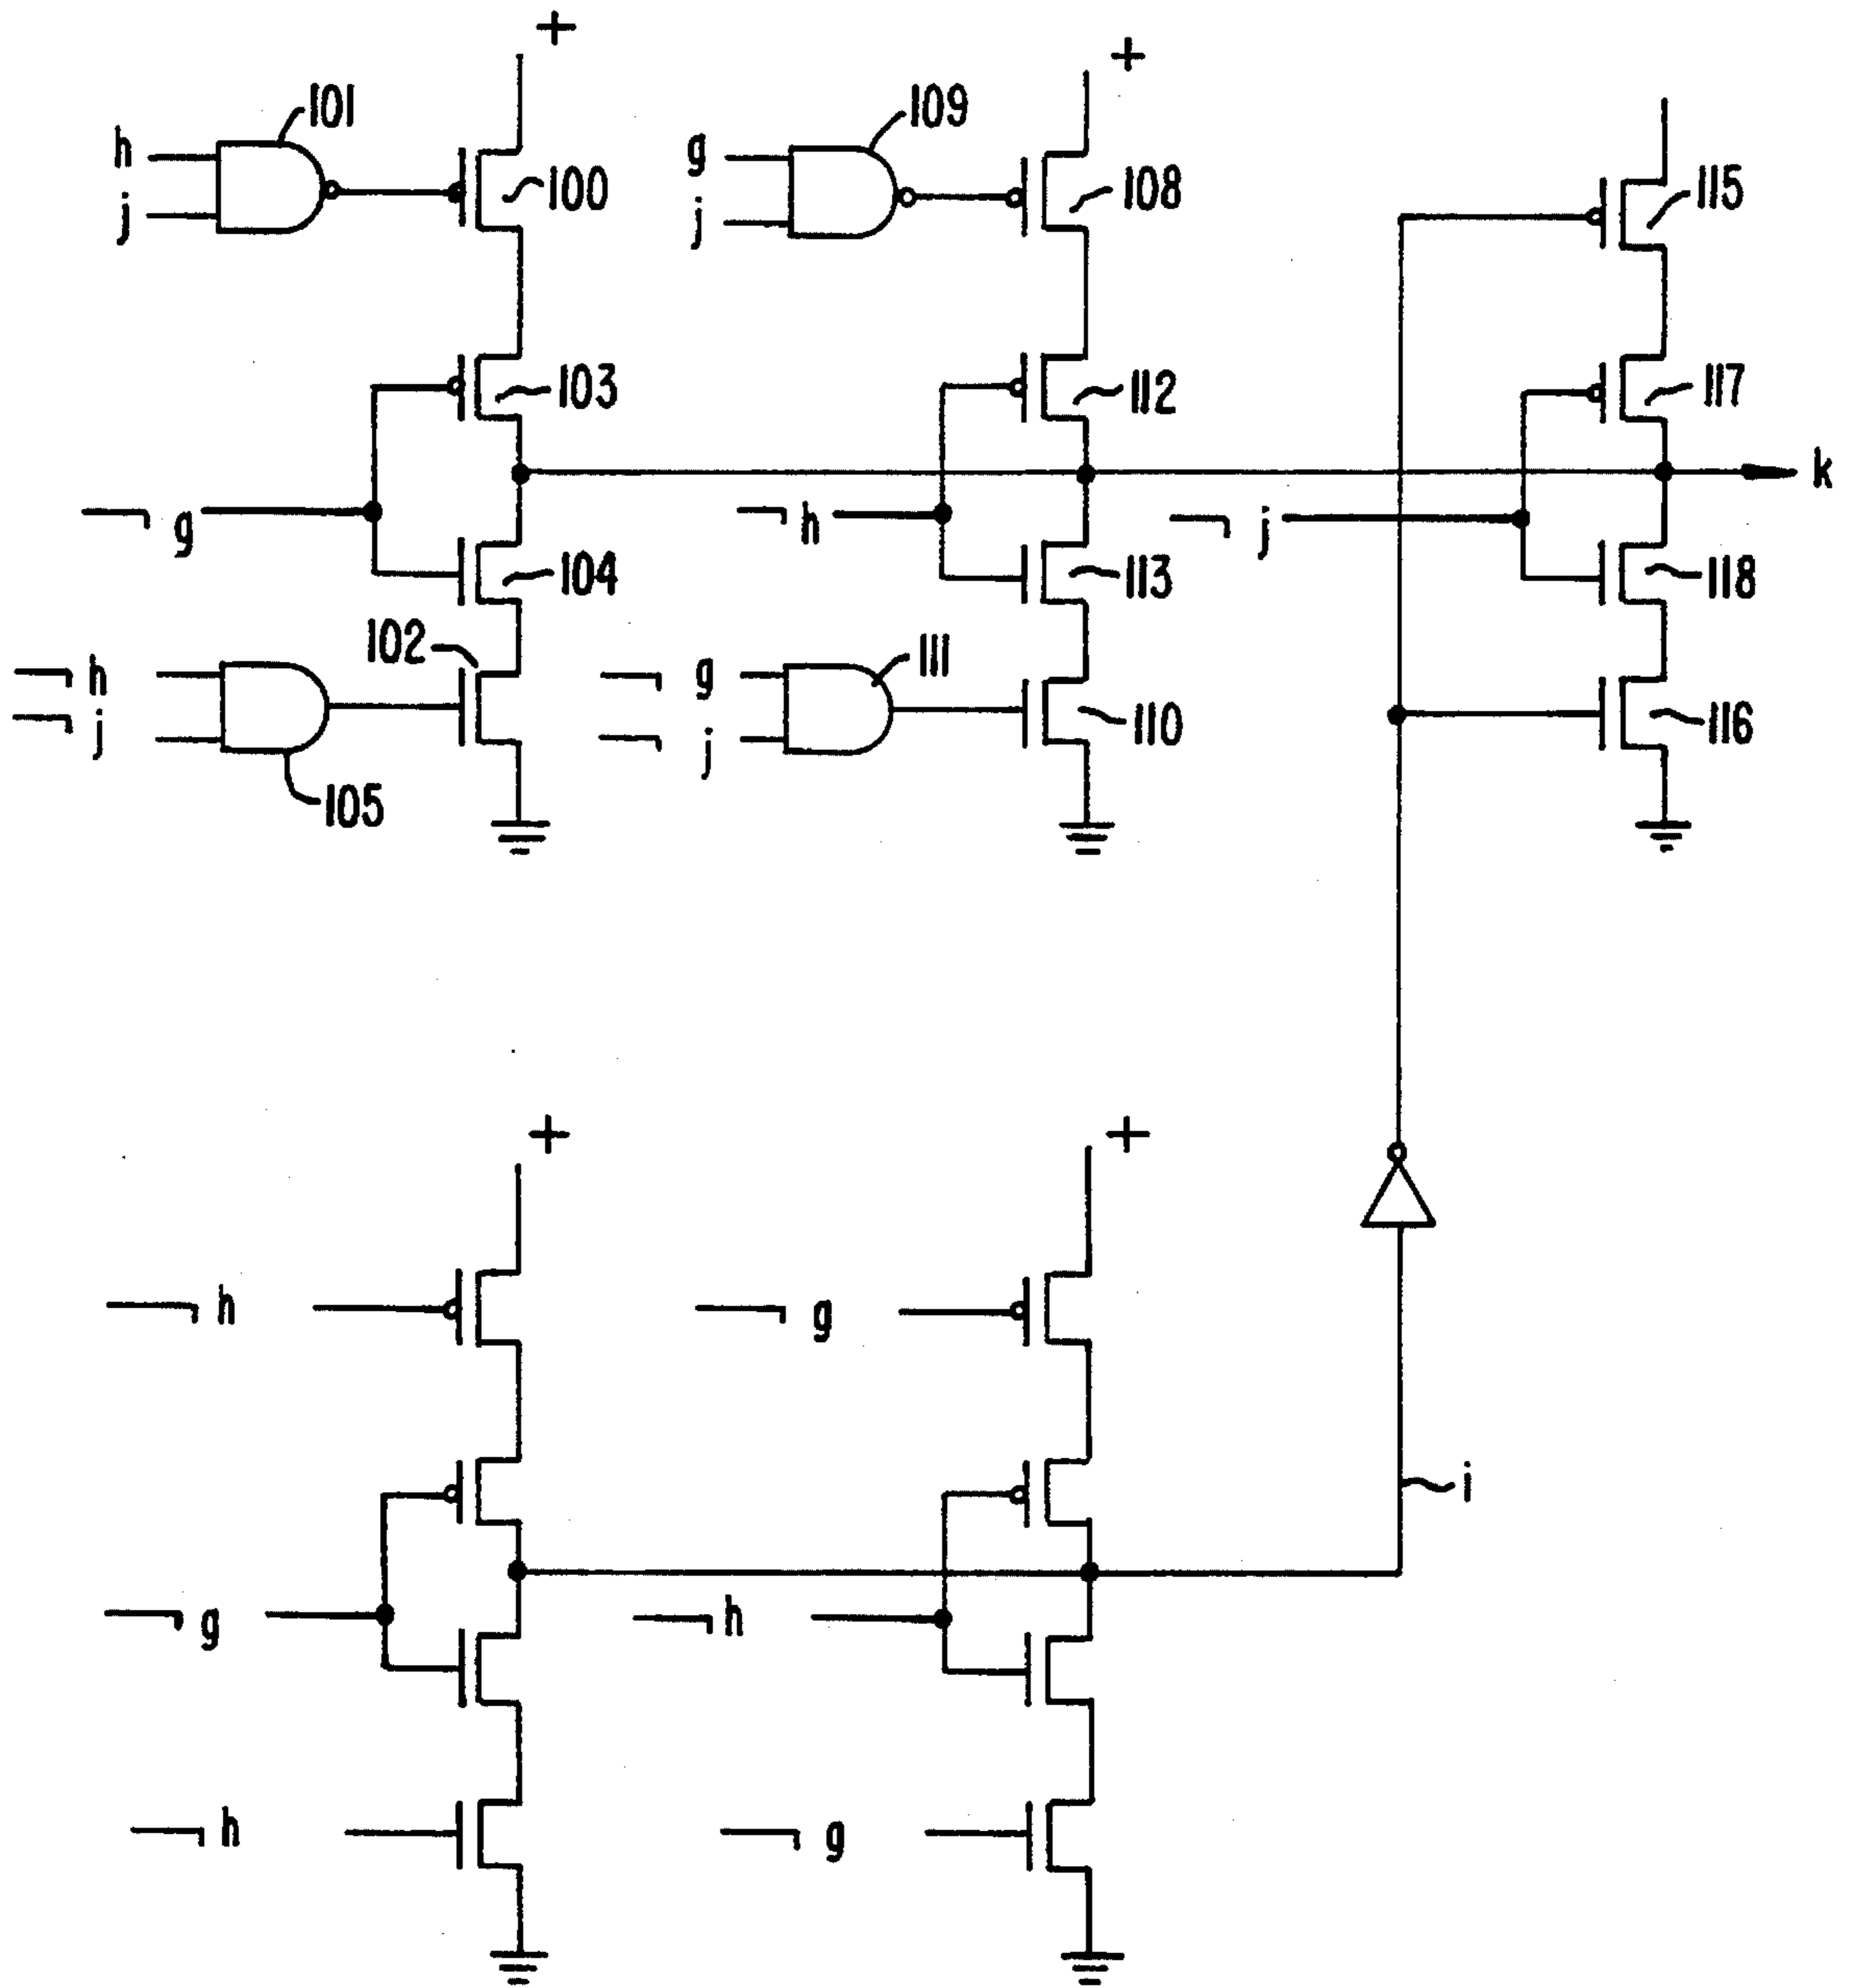 +
+
h
j
101
100
g
j
109
108
115
103
112
117
k
¬ g
¬ h
¬ j
104
113
118
102
¬ h
¬ j
105
¬ g
¬ j
111
110
116
+
+
¬ h
¬ g
i
¬ g
¬ h
¬ h
¬ g